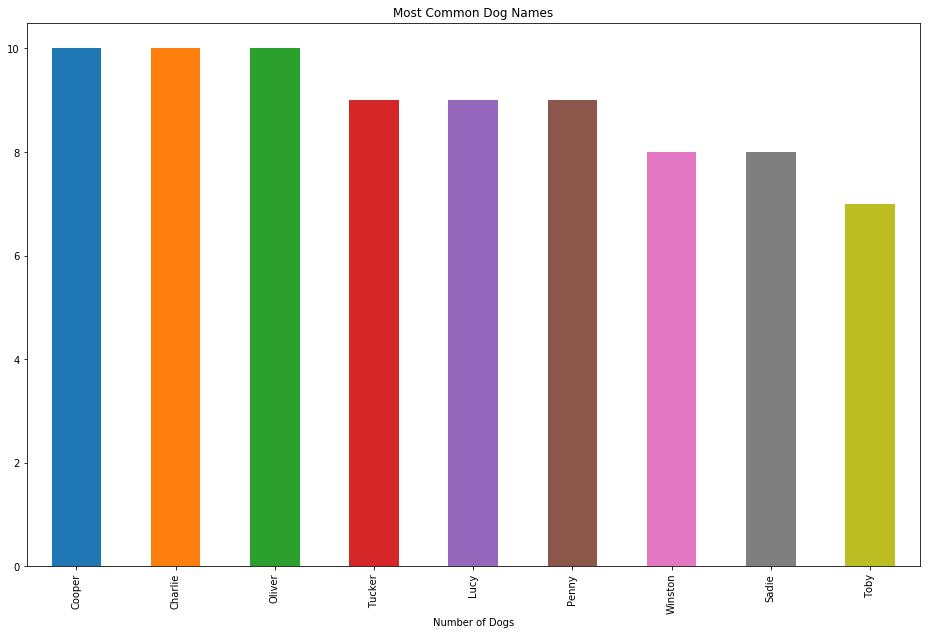 Most Common Dog Names
10
8
6
4
2
0
Cooper
Charlie
Oliver
Tucker
Lucy
Penny
Winston
Sadie
Toby
Number of Dogs